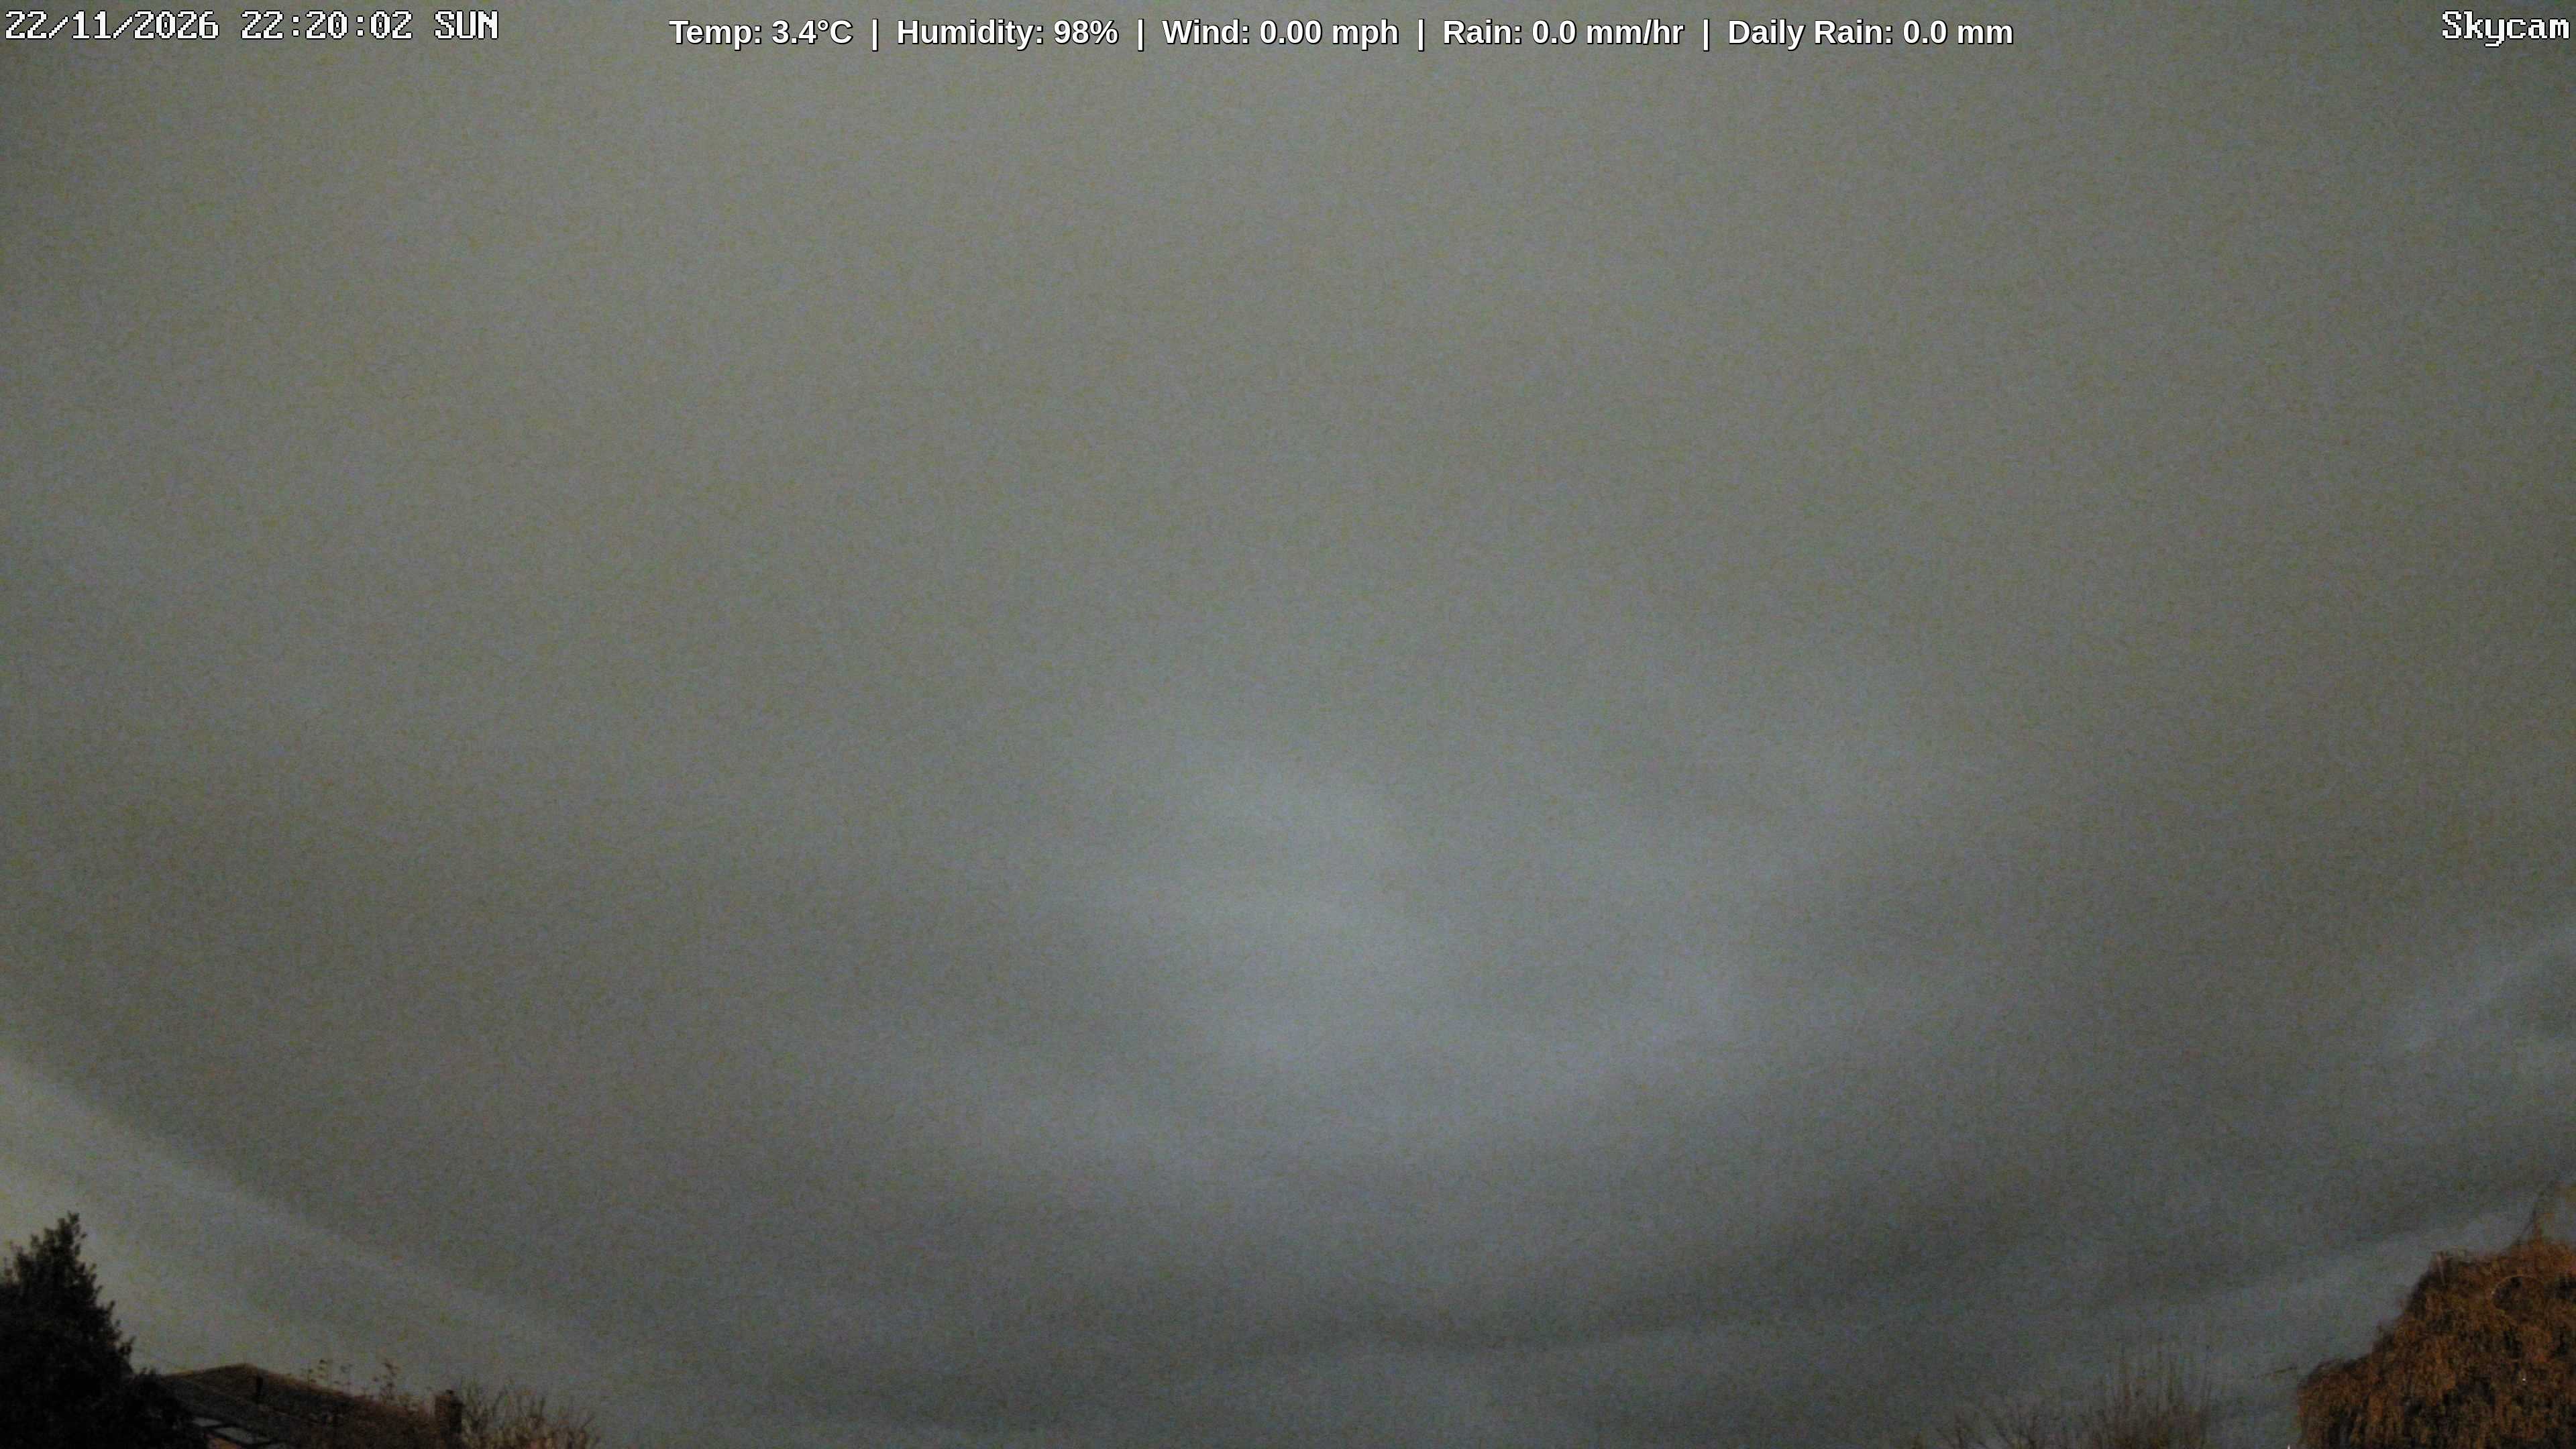 22/11/2026 22:20:02 SUN
Temp: 3.4°C | Humidity: 98% | Wind: 0.00 mph | Rain: 0.0 mm/hr | Daily Rain: 0.0 mm
Skycam